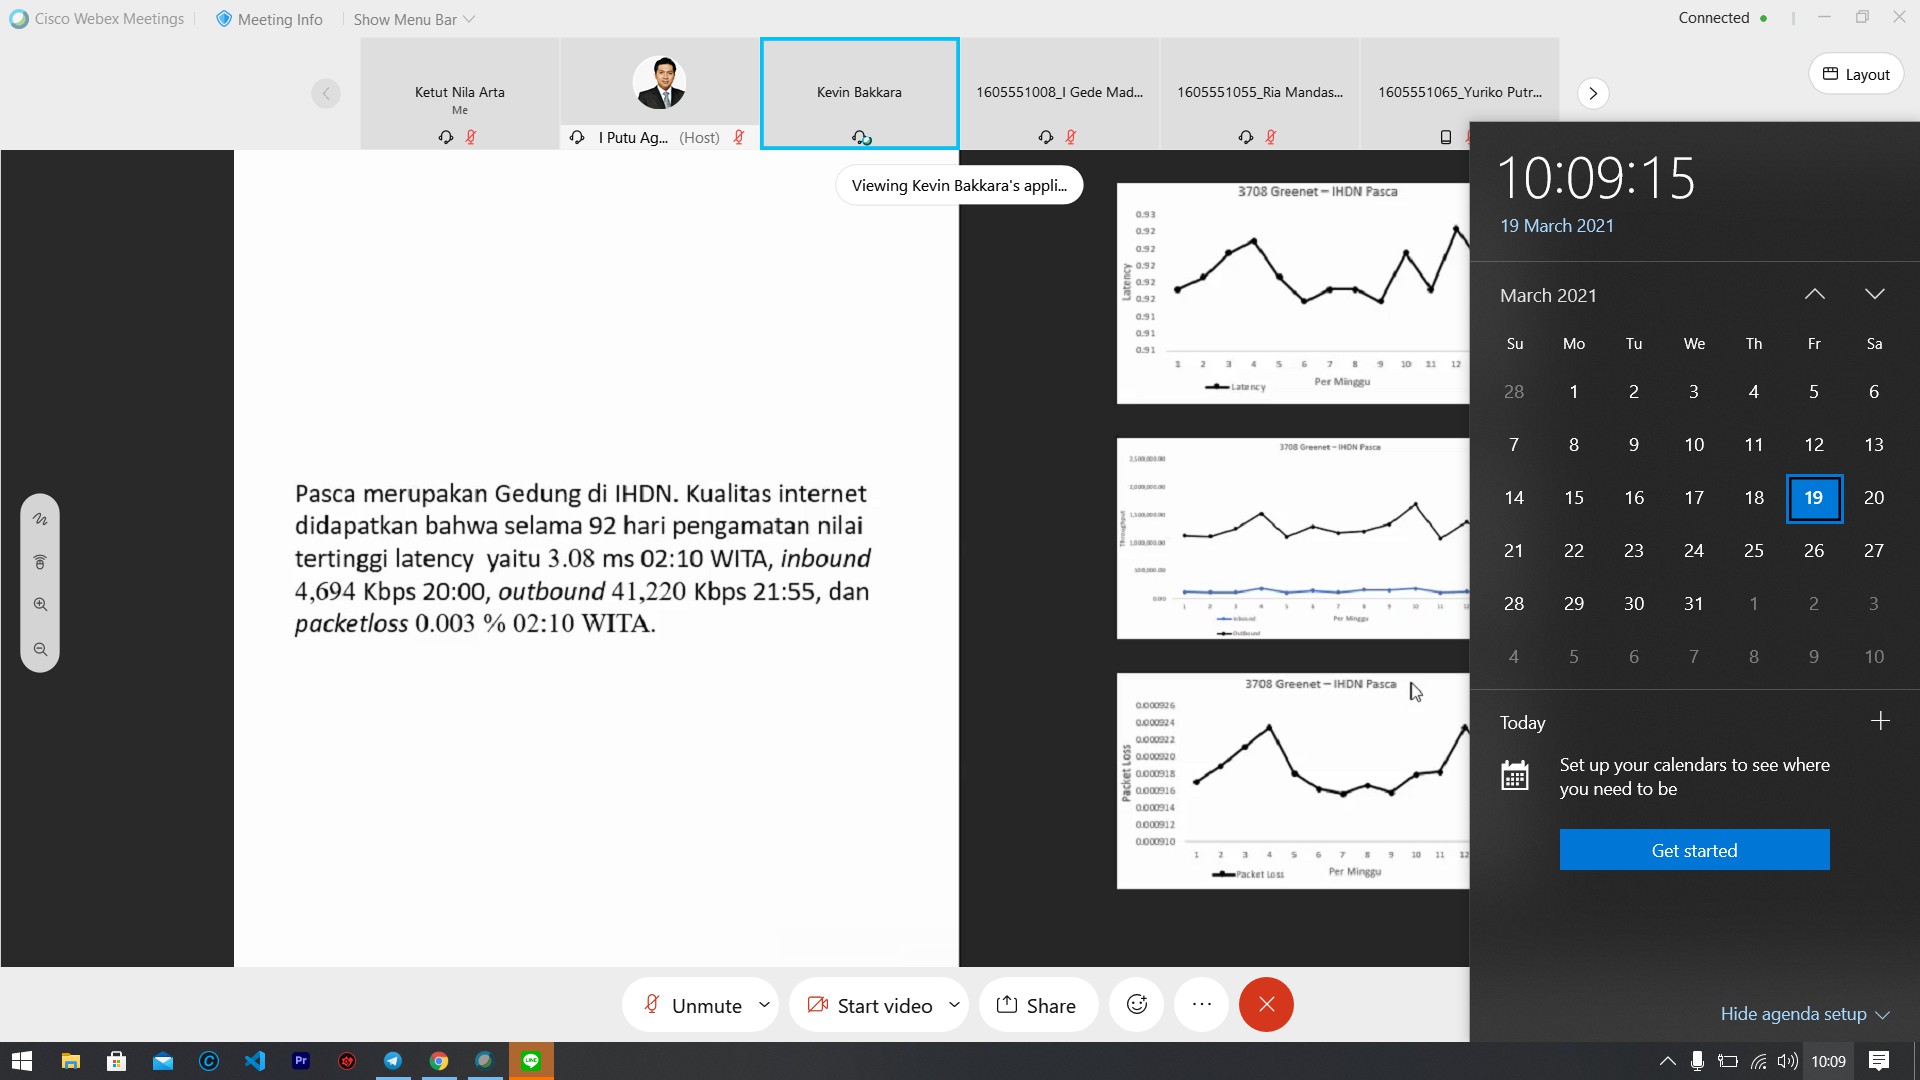 Cisco Webex Meetings
Meeting Info
Show Menu Bar
Connected
Ketut Nila Arta
Me
I Putu Ag... (Host)
Kevin Bakkara
1605551008_I Gede Mad...
1605551055_Ria Mandas...
1605551065_Yuriko Putr...
Layout
Viewing Kevin Bakkara's appli...
Pasca merupakan Gedung di IHDN. Kualitas internet
didapatkan bahwa selama 92 hari pengamatan nilai
tertinggi latency yaitu 3.08 ms 02:10 WITA, inbound
4,694 Kbps 20:00, outbound 41,220 Kbps 21:55, dan
packetloss 0.003 % 02:10 WITA.
3708 Greenet – IHDN Pasca
Latency
0.93
0.92
0.92
0.92
0.92
0.92
0.91
0.91
0.91
1 2 3 4 5 6 7 8 9 10 11 12
Per Minggu
Latency
3708 Greenet – IHDN Pasca
Throughput
2,500,000.00
2,000,000.00
1,500,000.00
1,000,000.00
500,000.00
0.00
1 2 3 4 5 6 7 8 9 10 11 12
Per Minggu
Inbound
Outbound
3708 Greenet – IHDN Pasca
Packet Loss
0.000926
0.000924
0.000922
0.000920
0.000918
0.000916
0.000914
0.000912
0.000910
1 2 3 4 5 6 7 8 9 10 11 12
Per Minggu
Packet Loss
10:09:15
19 March 2021
March 2021
Su Mo Tu We Th Fr Sa
28 1 2 3 4 5 6
7 8 9 10 11 12 13
14 15 16 17 18 19 20
21 22 23 24 25 26 27
28 29 30 31 1 2 3
4 5 6 7 8 9 10
Today
Set up your calendars to see where
you need to be
Get started
Hide agenda setup
Unmute
Start video
Share
Pr
LINE
10:09